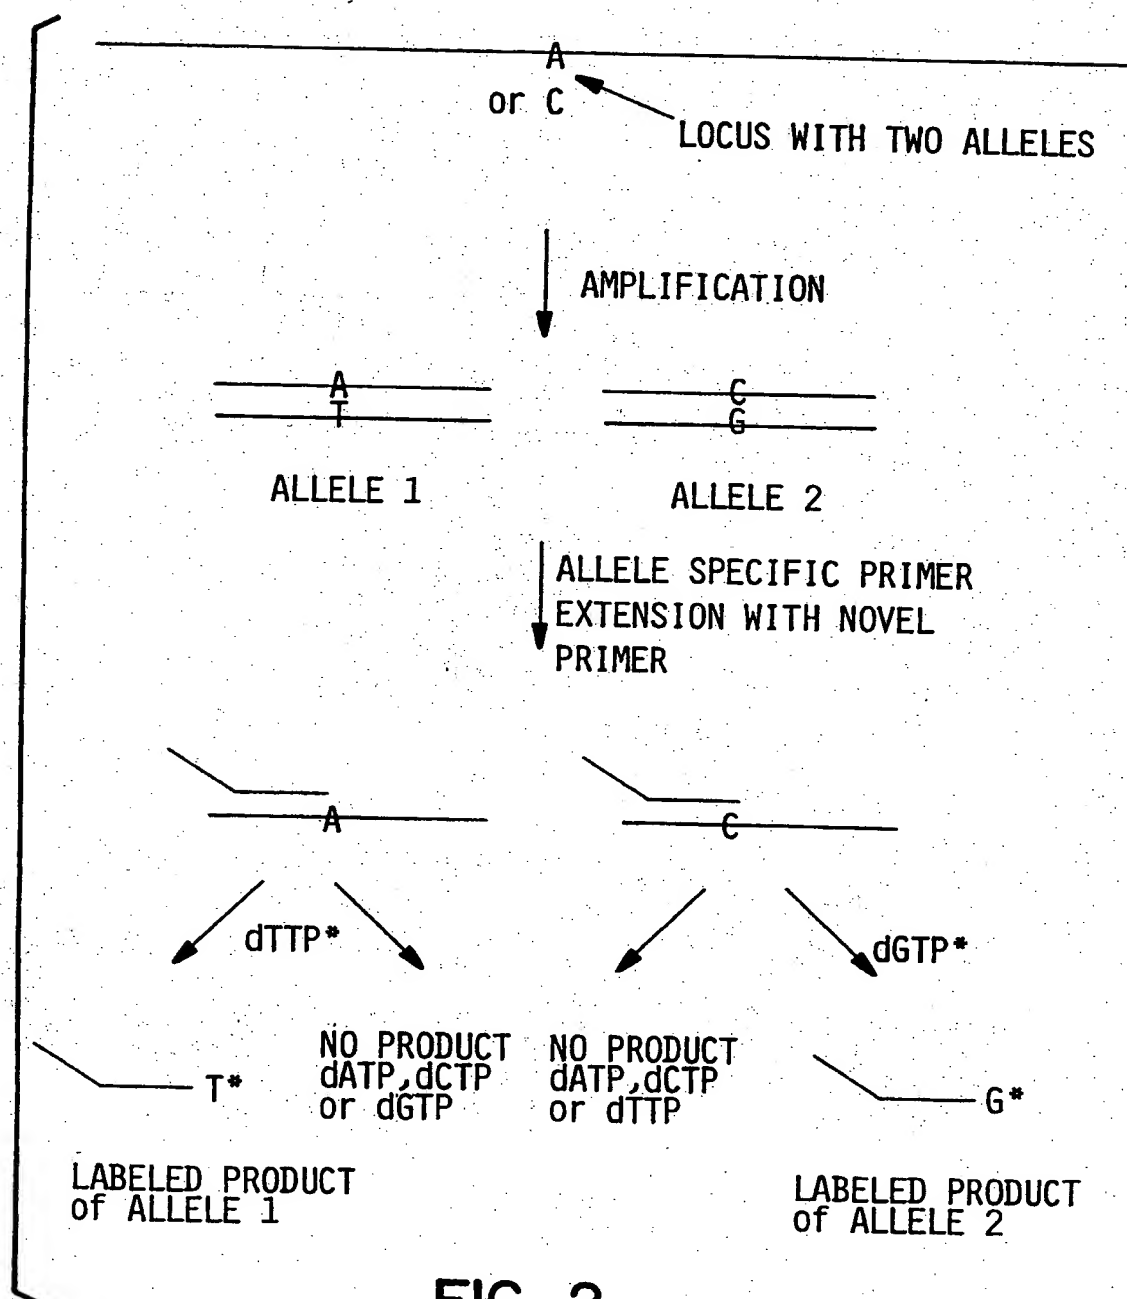 A
or C
LOCUS WITH TWO ALLELES
AMPLIFICATION
A
T
C
G
ALLELE 1
ALLELE 2
ALLELE SPECIFIC PRIMER
EXTENSION WITH NOVEL
PRIMER
A
C
dTTP*
dGTP*
NO PRODUCT
dATP,dCTP
or dGTP
NO PRODUCT
dATP,dCTP
or dTTP
T*
G*
LABELED PRODUCT
of ALLELE 1
LABELED PRODUCT
of ALLELE 2
FIG.